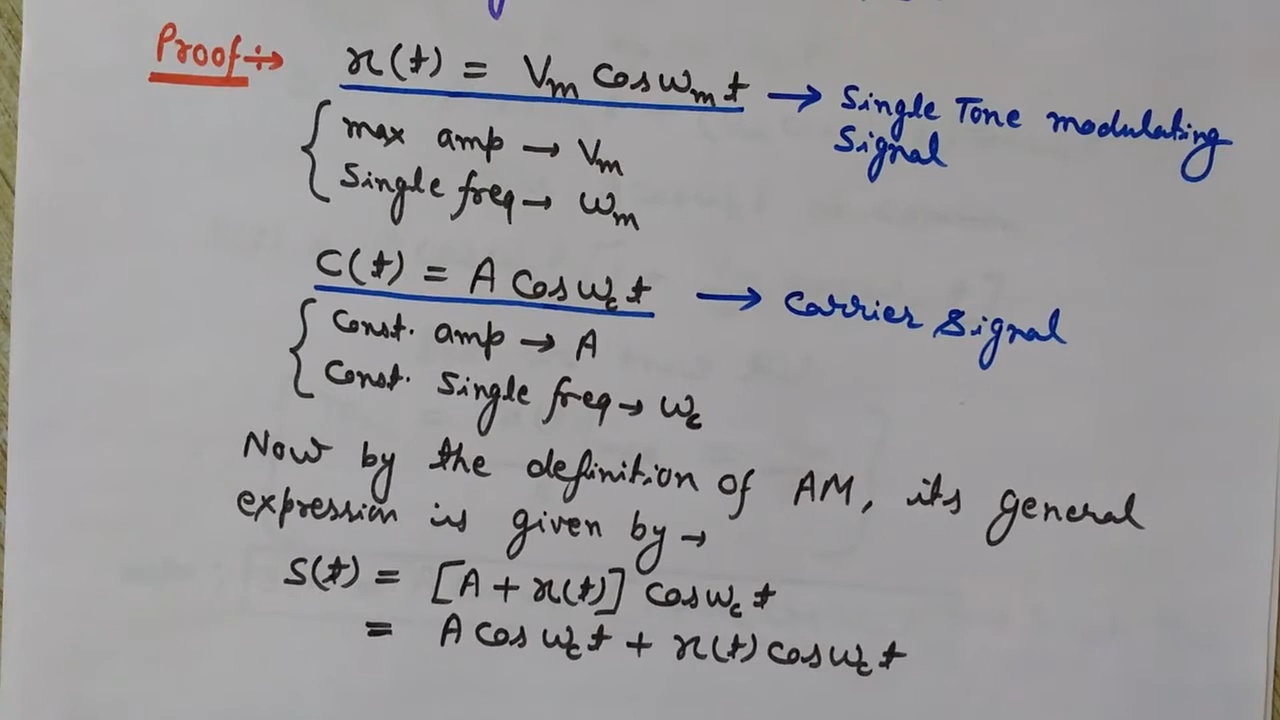 Proof÷→ x(t) = Vm Cos ωm t → Single Tone modulating Signal
max amp → Vm
Single freq → ωm
C(t) = A Cos ωc t → Carrier Signal
Const. amp → A
Const. Single freq → ωc
Now by the definition of AM, its general
expression is given by →
S(t) = [A + x(t)] cos ωc t
= A cos ωc t + x(t) cos ωc t